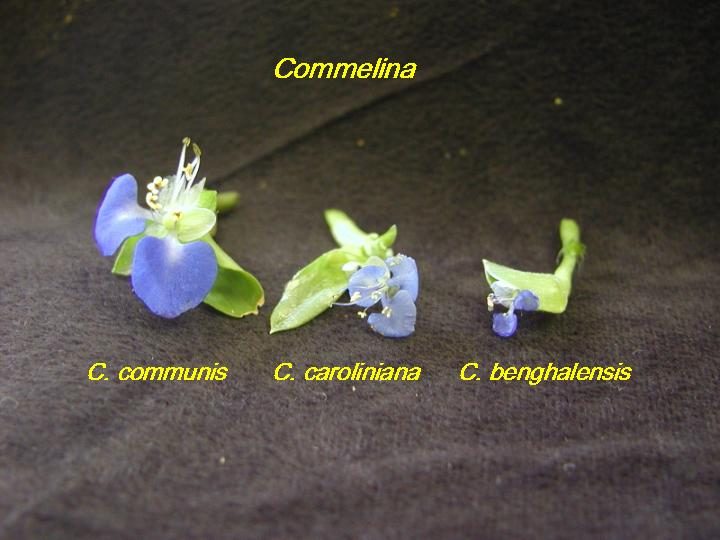 Commelina
C. communis
C. caroliniana
C. benghalensis